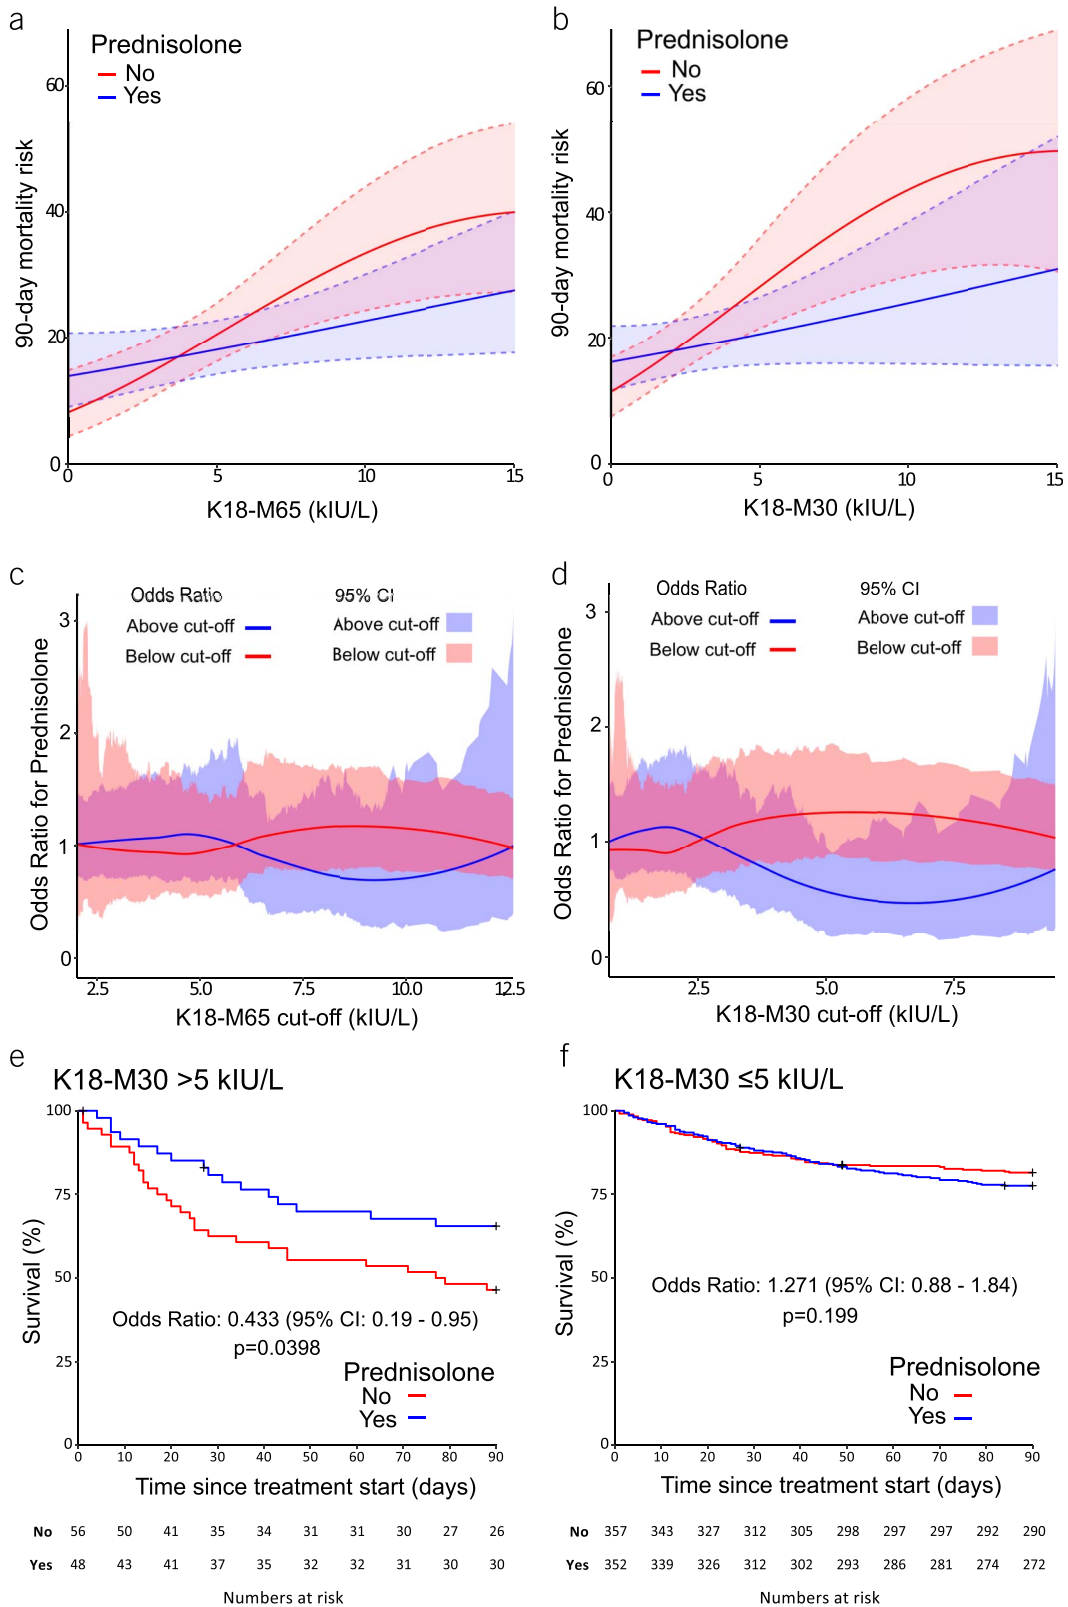 a
Prednisolone
No
Yes
60
40
20
0
90-day mortality risk
0 5 10 15
K18-M65 (kIU/L)
b
Prednisolone
No
Yes
60
40
20
0
90-day mortality risk
0 5 10 15
K18-M30 (kIU/L)
c
Odds Ratio 95% CI
Above cut-off Above cut-off
Below cut-off Below cut-off
3
2
1
0
Odds Ratio for Prednisolone
2.5 5.0 7.5 10.0 12.5
K18-M65 cut-off (kIU/L)
d
Odds Ratio 95% CI
Above cut-off Above cut-off
Below cut-off Below cut-off
3
2
1
0
Odds Ratio for Prednisolone
2.5 5.0 7.5
K18-M30 cut-off (kIU/L)
e
K18-M30 >5 kIU/L
100
75
50
25
0
Survival (%)
Odds Ratio: 0.433 (95% CI: 0.19 - 0.95)
p=0.0398
Prednisolone
No
Yes
0 10 20 30 40 50 60 70 80 90
Time since treatment start (days)
No 56 50 41 35 34 31 31 30 27 26
Yes 48 43 41 37 35 32 32 31 30 30
Numbers at risk
f
K18-M30 ≤5 kIU/L
100
75
50
25
0
Survival (%)
Odds Ratio: 1.271 (95% CI: 0.88 - 1.84)
p=0.199
Prednisolone
No
Yes
0 10 20 30 40 50 60 70 80 90
Time since treatment start (days)
No 357 343 327 312 305 298 297 297 292 290
Yes 352 339 326 312 302 293 286 281 274 272
Numbers at risk